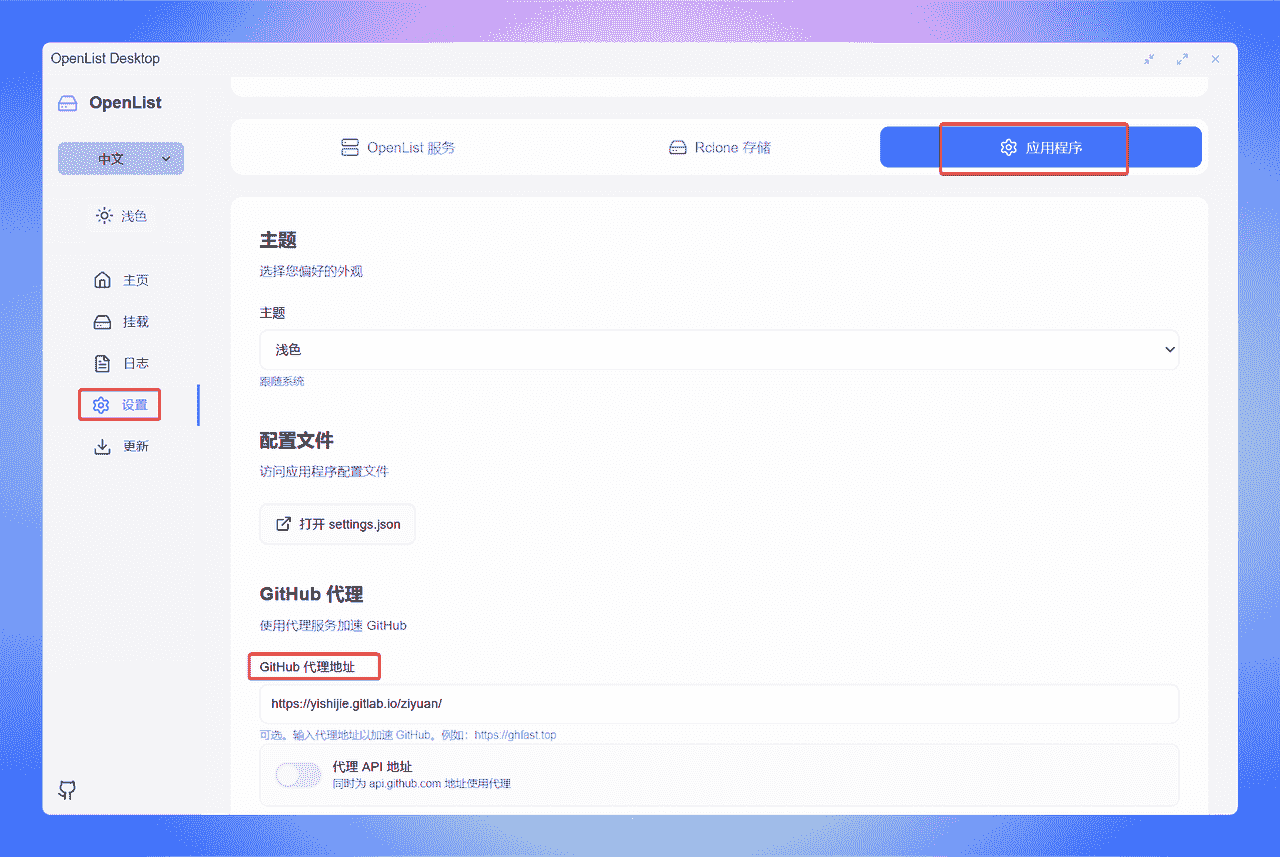 OpenList Desktop
OpenList
中文
浅色
主页
挂载
日志
设置
更新
OpenList 服务
Rclone 存储
应用程序
主题
选择您偏好的外观
主题
浅色
跟随系统
配置文件
访问应用程序配置文件
打开 settings.json
GitHub 代理
使用代理服务加速 GitHub
GitHub 代理地址
https://yishijie.gitlab.io/ziyuan/
可选。输入代理地址以加速 GitHub。例如：https://ghfast.top
代理 API 地址
同时为 api.github.com 地址使用代理